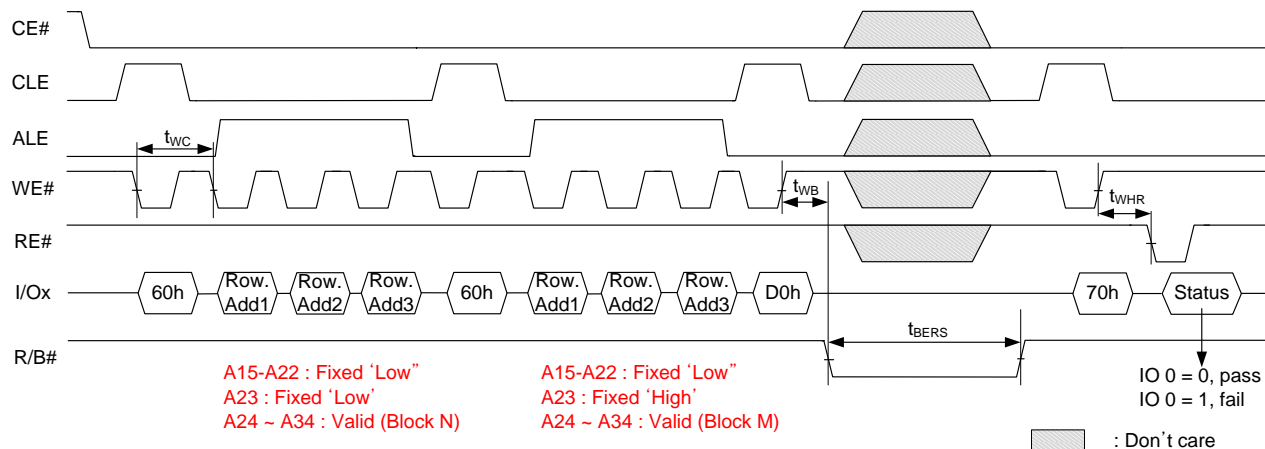 CE#
CLE
ALE
tWC
WE#
tWB
tWHR
RE#
I/Ox
60h
Row. Add1
Row. Add2
Row. Add3
60h
Row. Add1
Row. Add2
Row. Add3
D0h
70h
Status
R/B#
tBERS
A15-A22 : Fixed ‘Low”
A23 : Fixed ‘Low’
A24 ~ A34 : Valid (Block N)
A15-A22 : Fixed ‘Low”
A23 : Fixed ‘High’
A24 ~ A34 : Valid (Block M)
IO 0 = 0, pass
IO 0 = 1, fail
: Don’t care